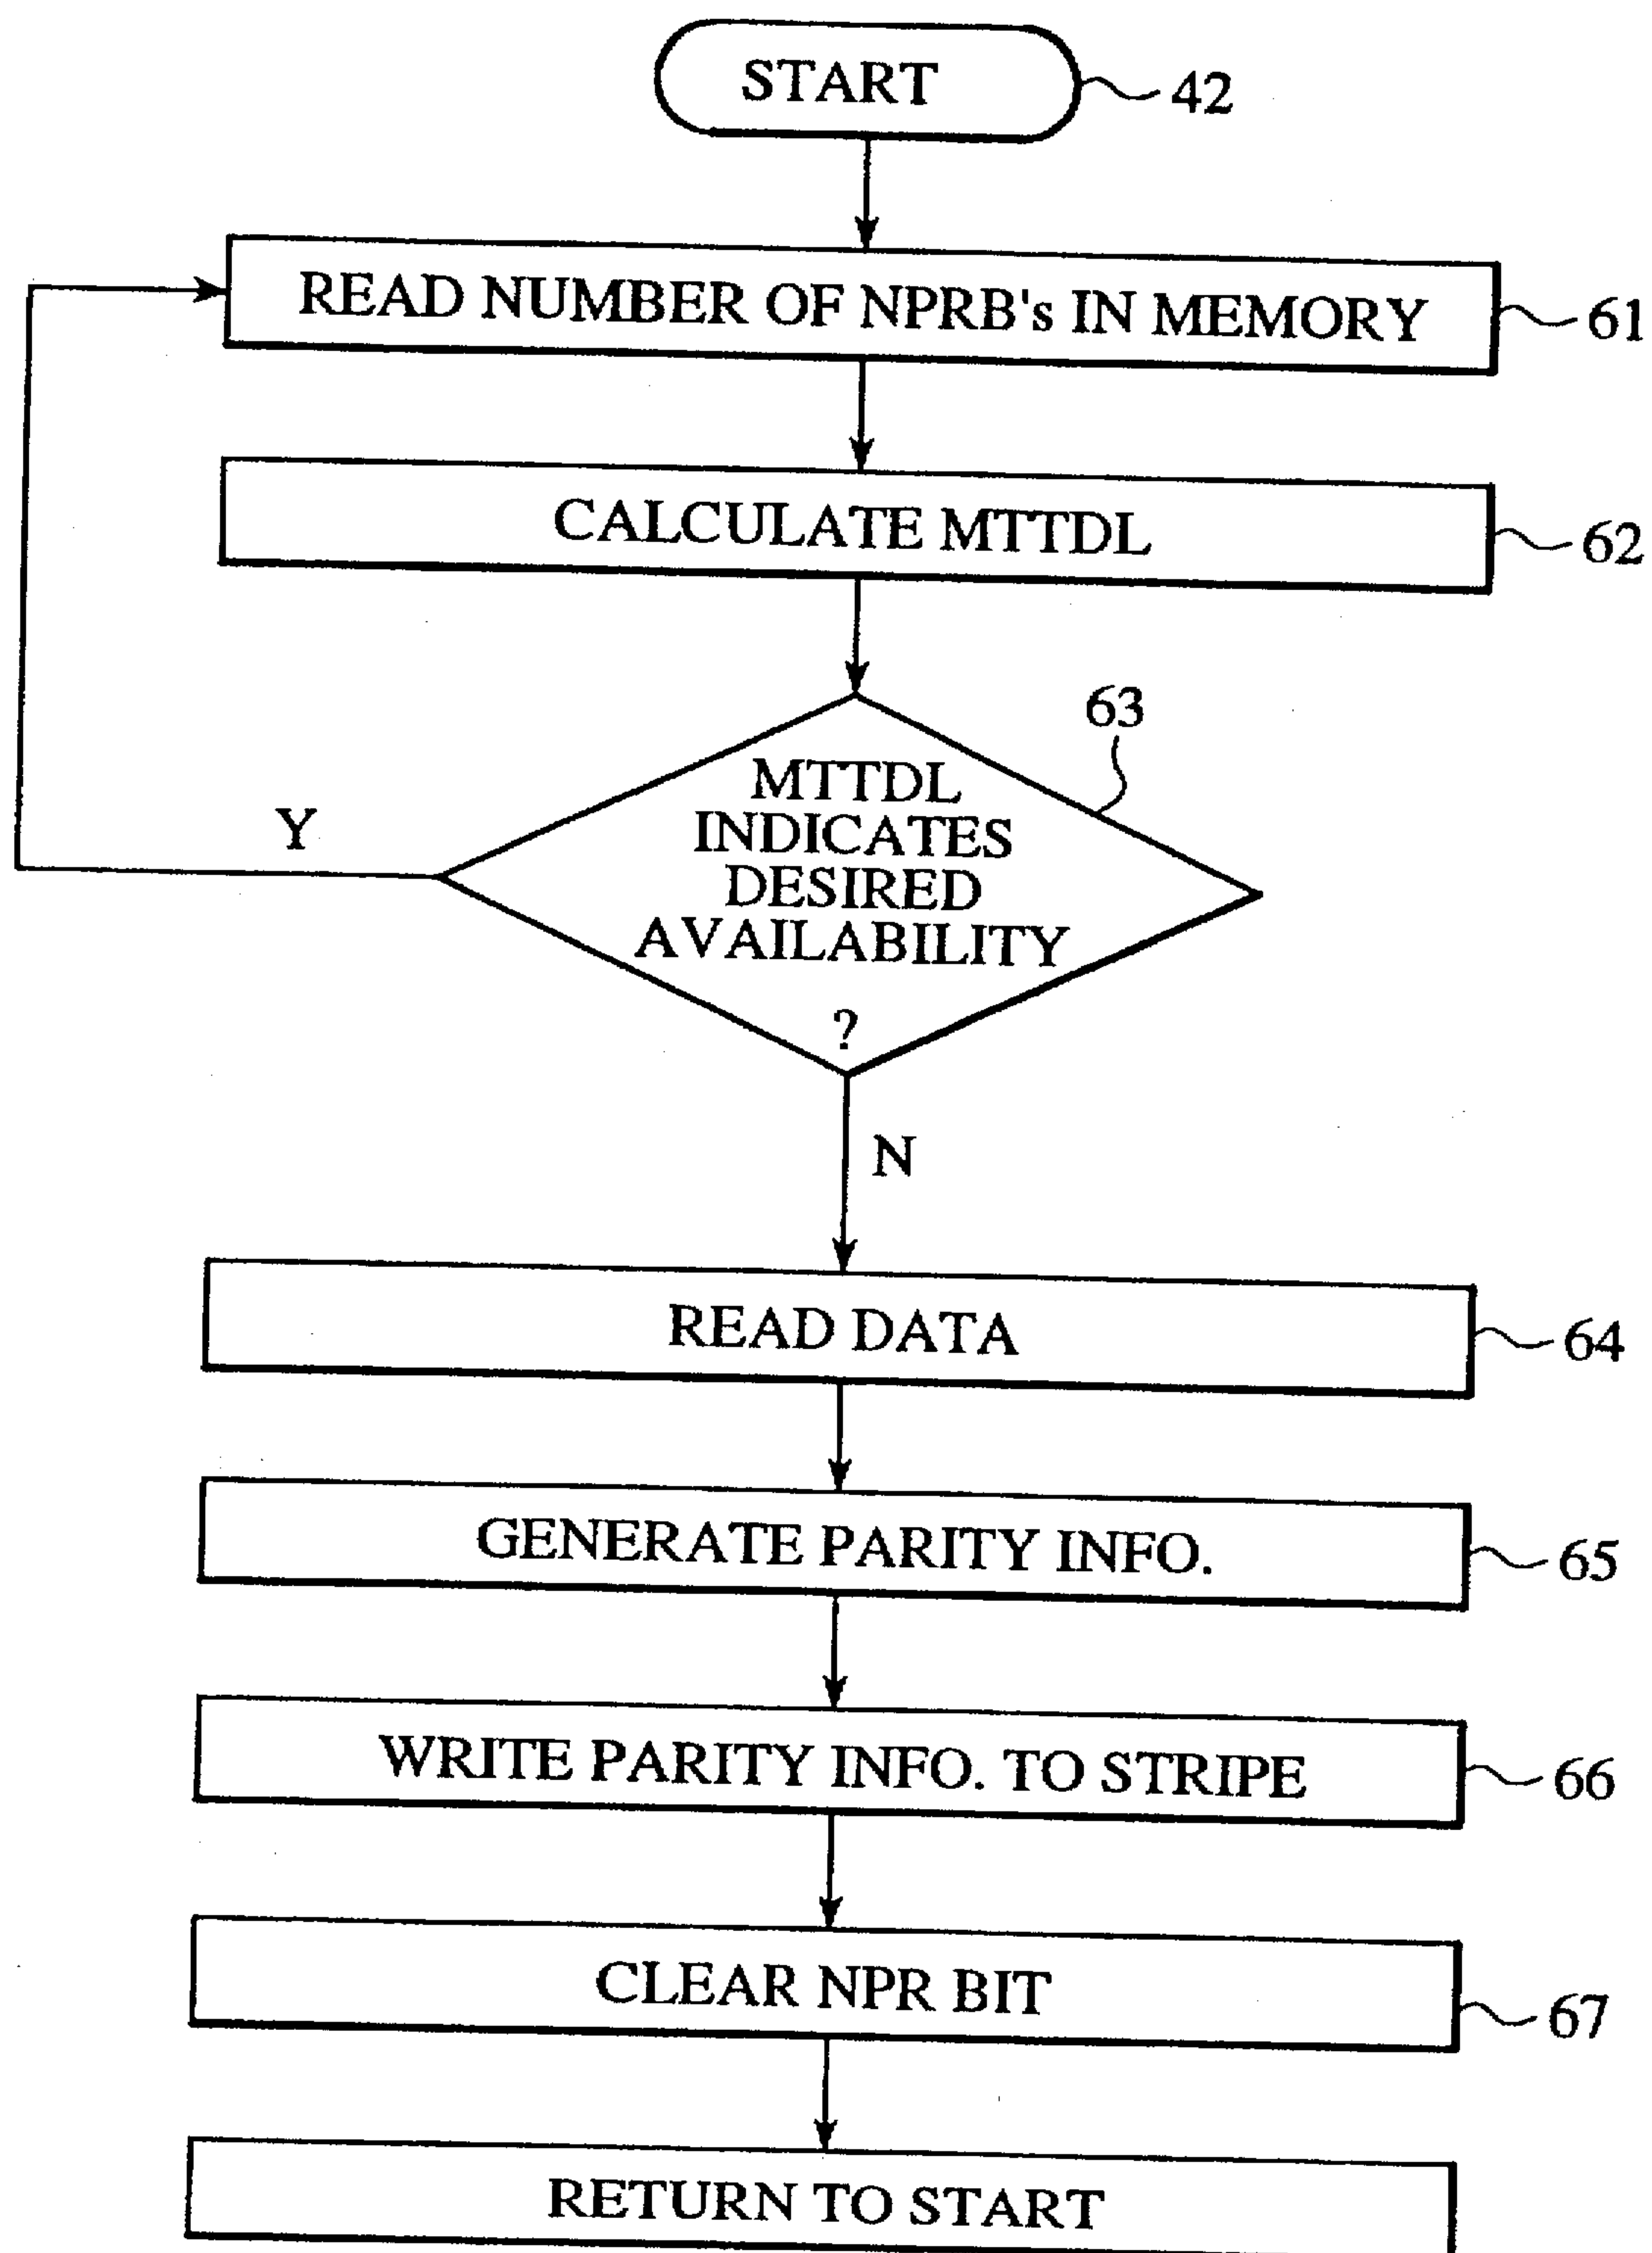 START
42
READ NUMBER OF NPRB's IN MEMORY
61
CALCULATE MTTDL
62
63
MTTDL
INDICATES
DESIRED
AVAILABILITY
?
Y
N
READ DATA
64
GENERATE PARITY INFO.
65
WRITE PARITY INFO. TO STRIPE
66
CLEAR NPR BIT
67
RETURN TO START